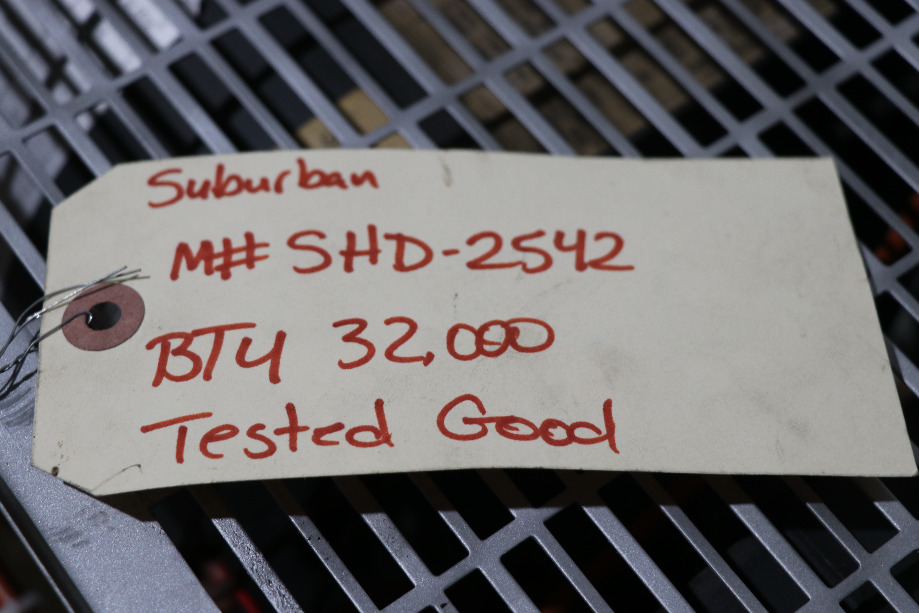 Suburban
M# SHD-2542
BTU 32,000
Tested Good